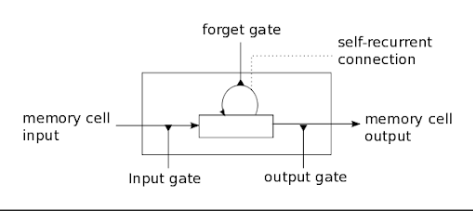 forget gate
self-recurrent
connection
memory cell
input
memory cell
output
Input gate
output gate